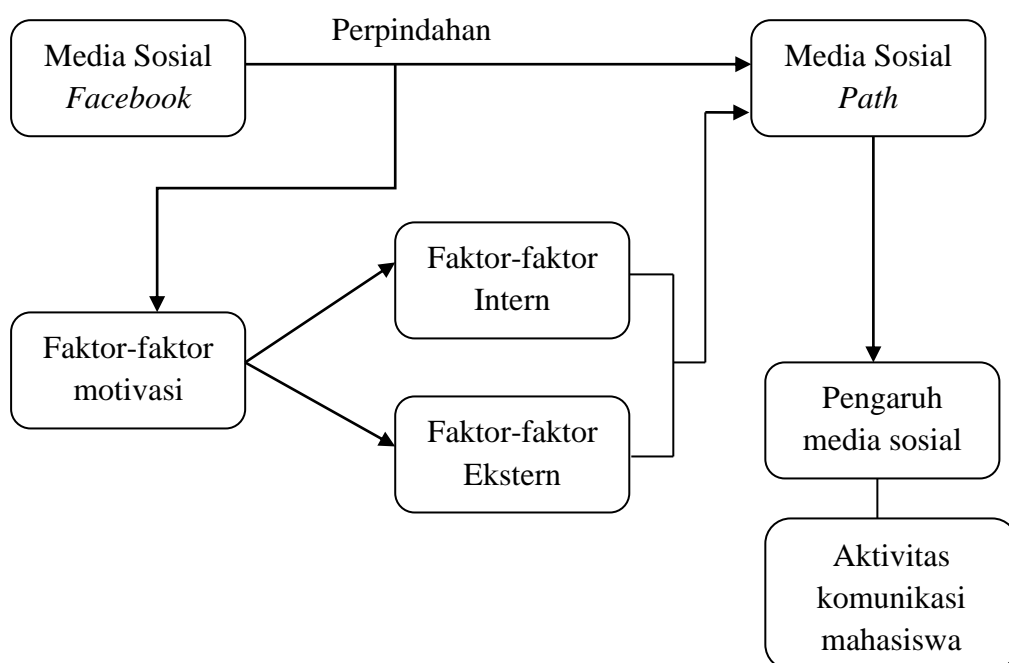 Perpindahan
Media Sosial
Facebook
Media Sosial
Path
Faktor-faktor
Intern
Faktor-faktor
motivasi
Faktor-faktor
Ekstern
Pengaruh
media sosial
Aktivitas
komunikasi
mahasiswa